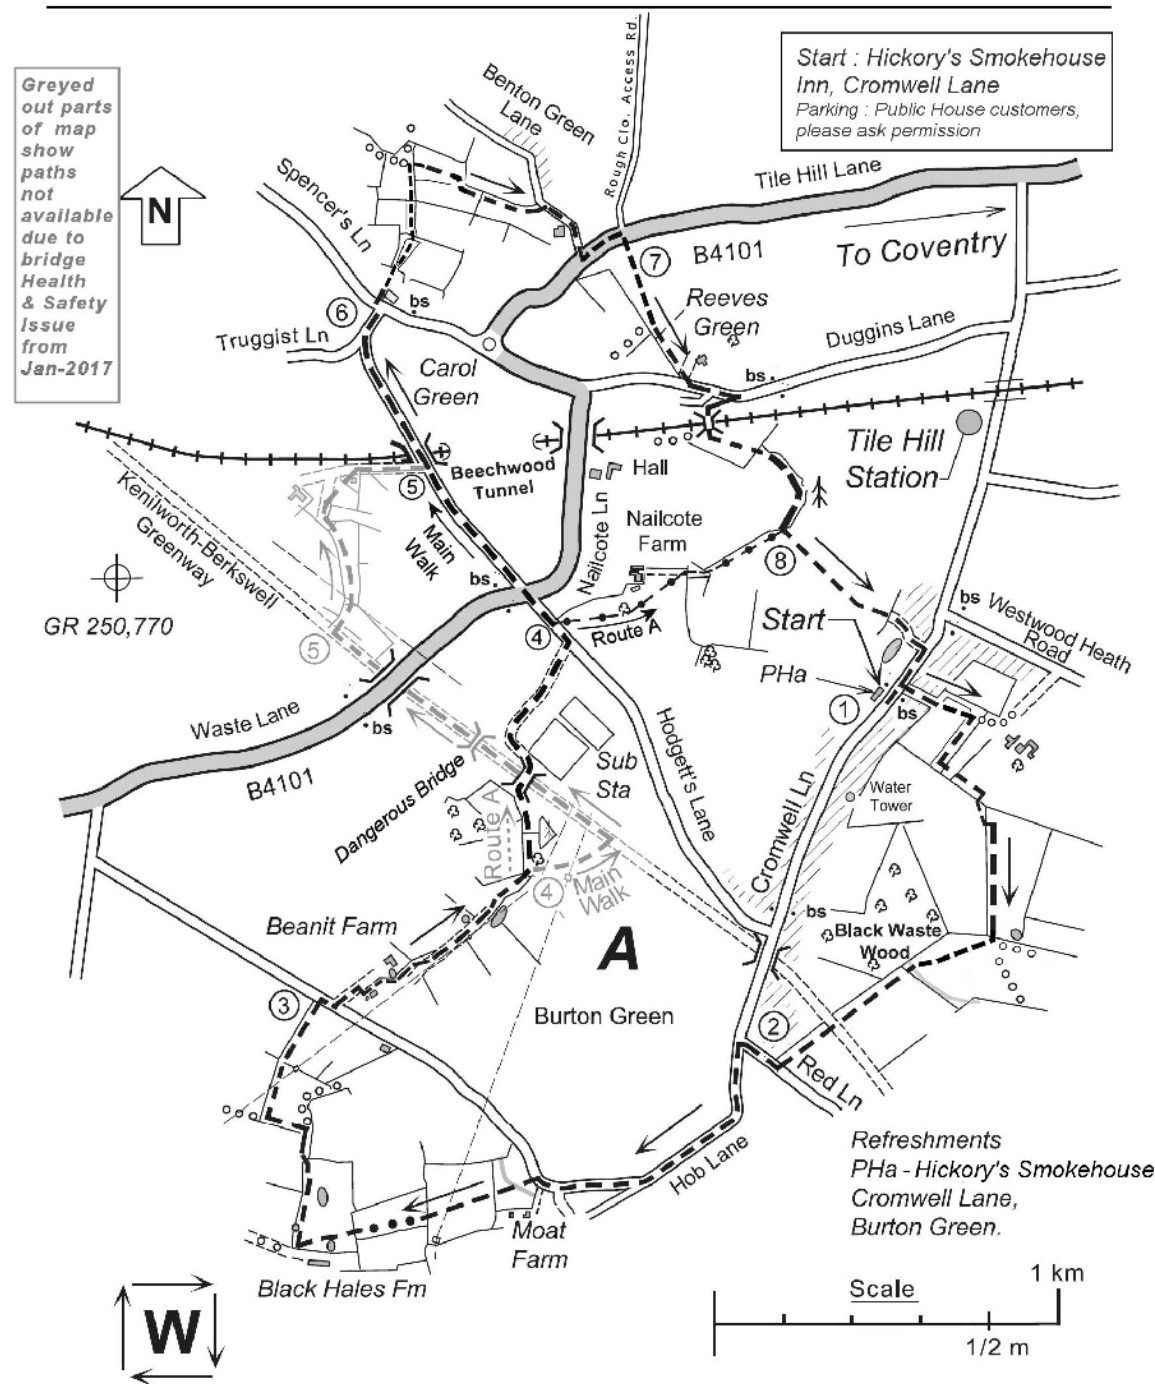 Start : Hickory's Smokehouse
Inn, Cromwell Lane
Parking : Public House customers,
please ask permission
Greyed
out parts
of map
show
paths
not
available
due to
bridge
Health
& Safety
Issue
from
Jan-2017
N
Benton Green
Lane
Rough Clo. Access Rd.
Tile Hill Lane
Spencer's Ln
B4101
To Coventry
7
Reeves
Green
bs
6
Truggist Ln
Carol
Green
Duggins Lane
bs
Tile Hill
Station
Beechwood
Tunnel
Hall
5
Kenilworth-Berkswell
Greenway
Main
Walk
Nailcote Ln
Nailcote
Farm
8
bs
GR 250,770
4
Route A
Start
bs
Westwood Heath
Road
5
PHa
1
bs
Waste Lane
bs
B4101
Hodgett's Lane
Sub
Sta
Dangerous Bridge
Route A
Water
Tower
Cromwell Ln
4
Main
Walk
Beanit Farm
A
bs
Black Waste
Wood
3
Burton Green
2
Red Ln
Hob Lane
Refreshments
PHa - Hickory's Smokehouse
Cromwell Lane,
Burton Green.
Moat
Farm
Black Hales Fm
W
Scale
1 km
1/2 m